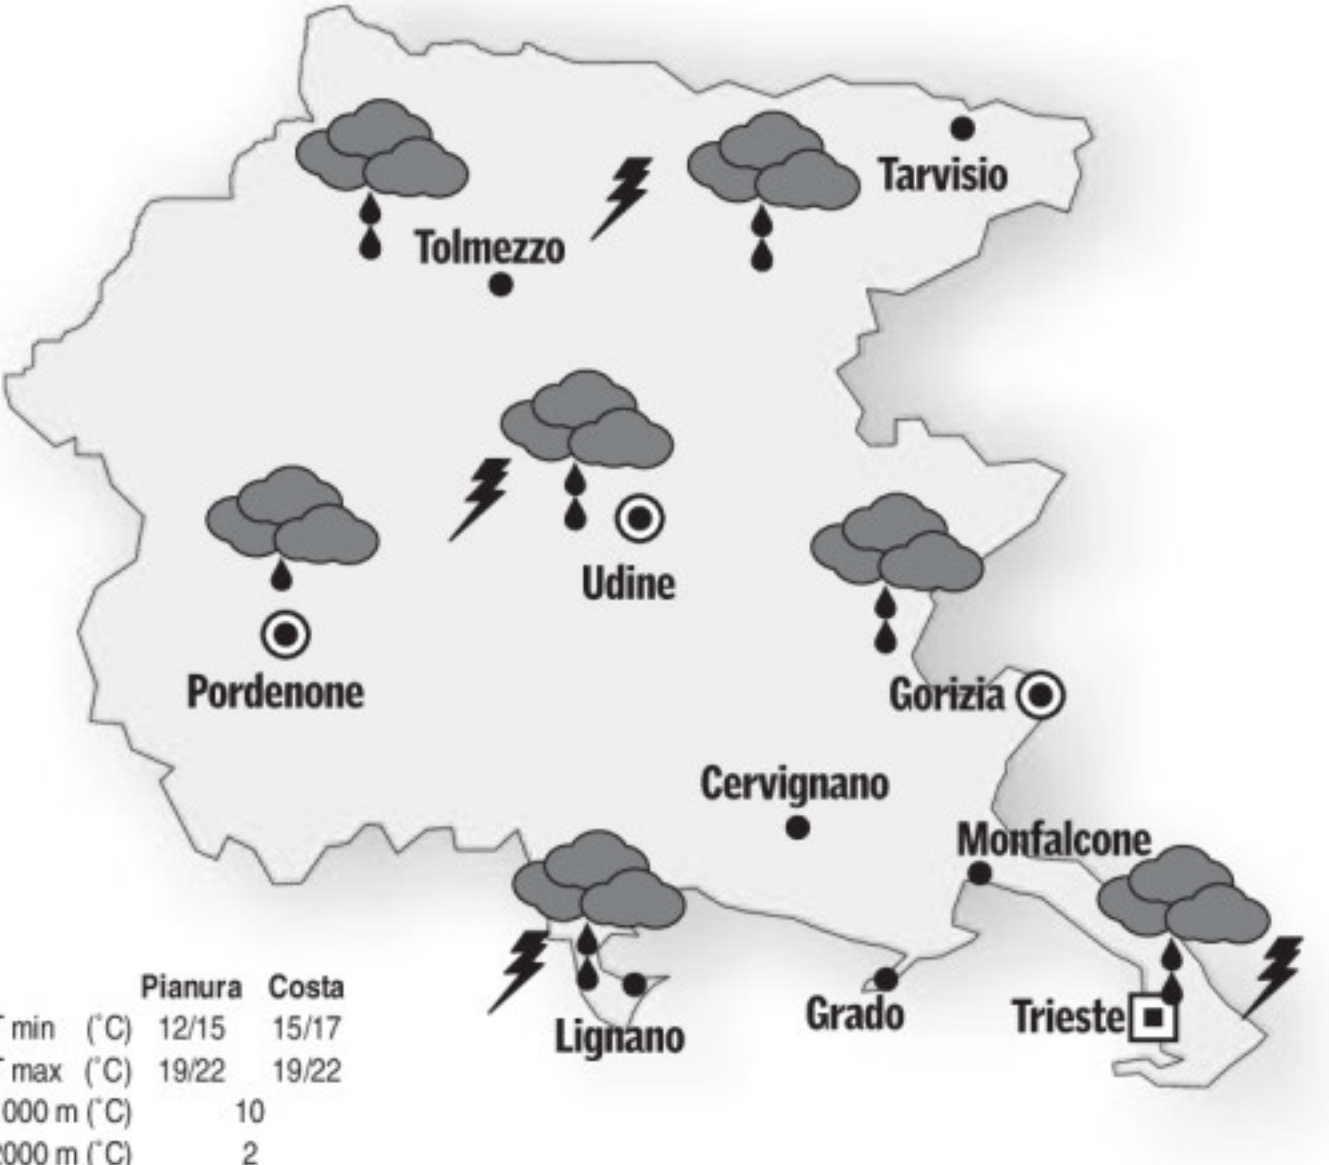 Tarvisio
Tolmezzo
Udine
Pordenone
Gorizia
Cervignano
Monfalcone
Grado
Trieste
Lignano
Pianura Costa
T min (°C) 12/15 15/17
T max (°C) 19/22 19/22
000 m (°C) 10
2000 m (°C) 2